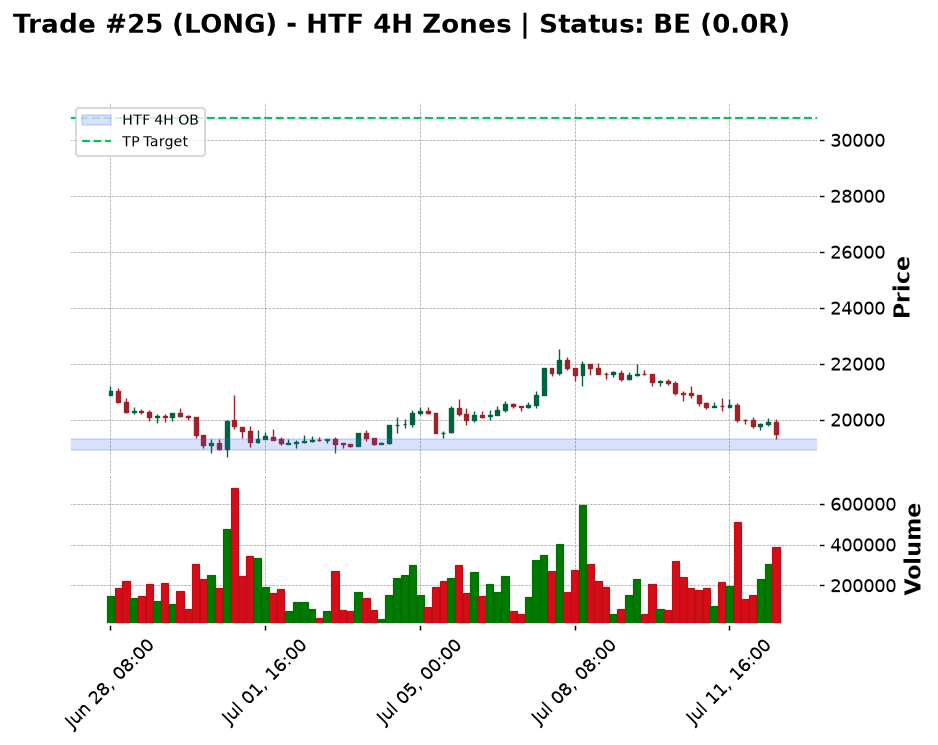 Trade #25 (LONG) - HTF 4H Zones | Status: BE (0.0R)
HTF 4H OB
TP Target
30000
28000
26000
24000
22000
20000
Price
600000
400000
200000
Volume
Jun 28, 08:00
Jul 01, 16:00
Jul 05, 00:00
Jul 08, 08:00
Jul 11, 16:00